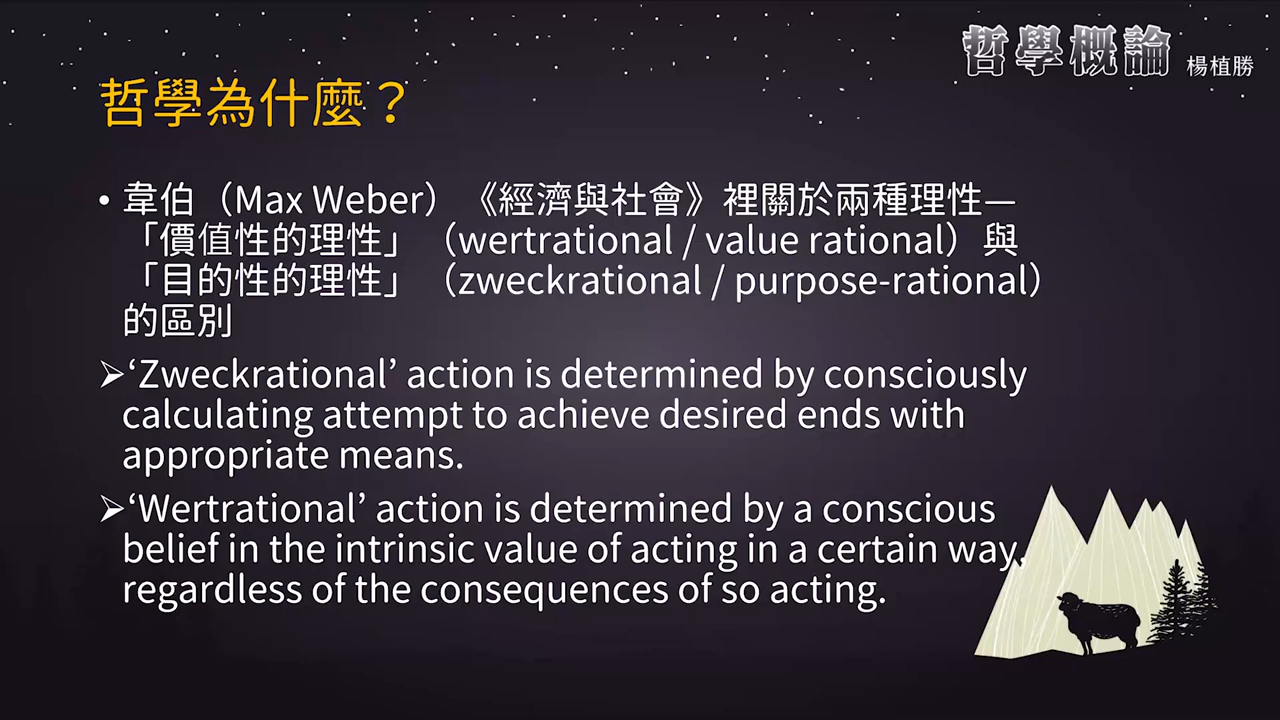 哲學概論 楊植勝
哲學為什麼？
• 韋伯（Max Weber）《經濟與社會》裡關於兩種理性—
「價值性的理性」（wertrational / value rational）與
「目的性的理性」（zweckrational / purpose-rational）
的區別
➢‘Zweckrational’ action is determined by consciously
calculating attempt to achieve desired ends with
appropriate means.
➢‘Wertrational’ action is determined by a conscious
belief in the intrinsic value of acting in a certain way,
regardless of the consequences of so acting.